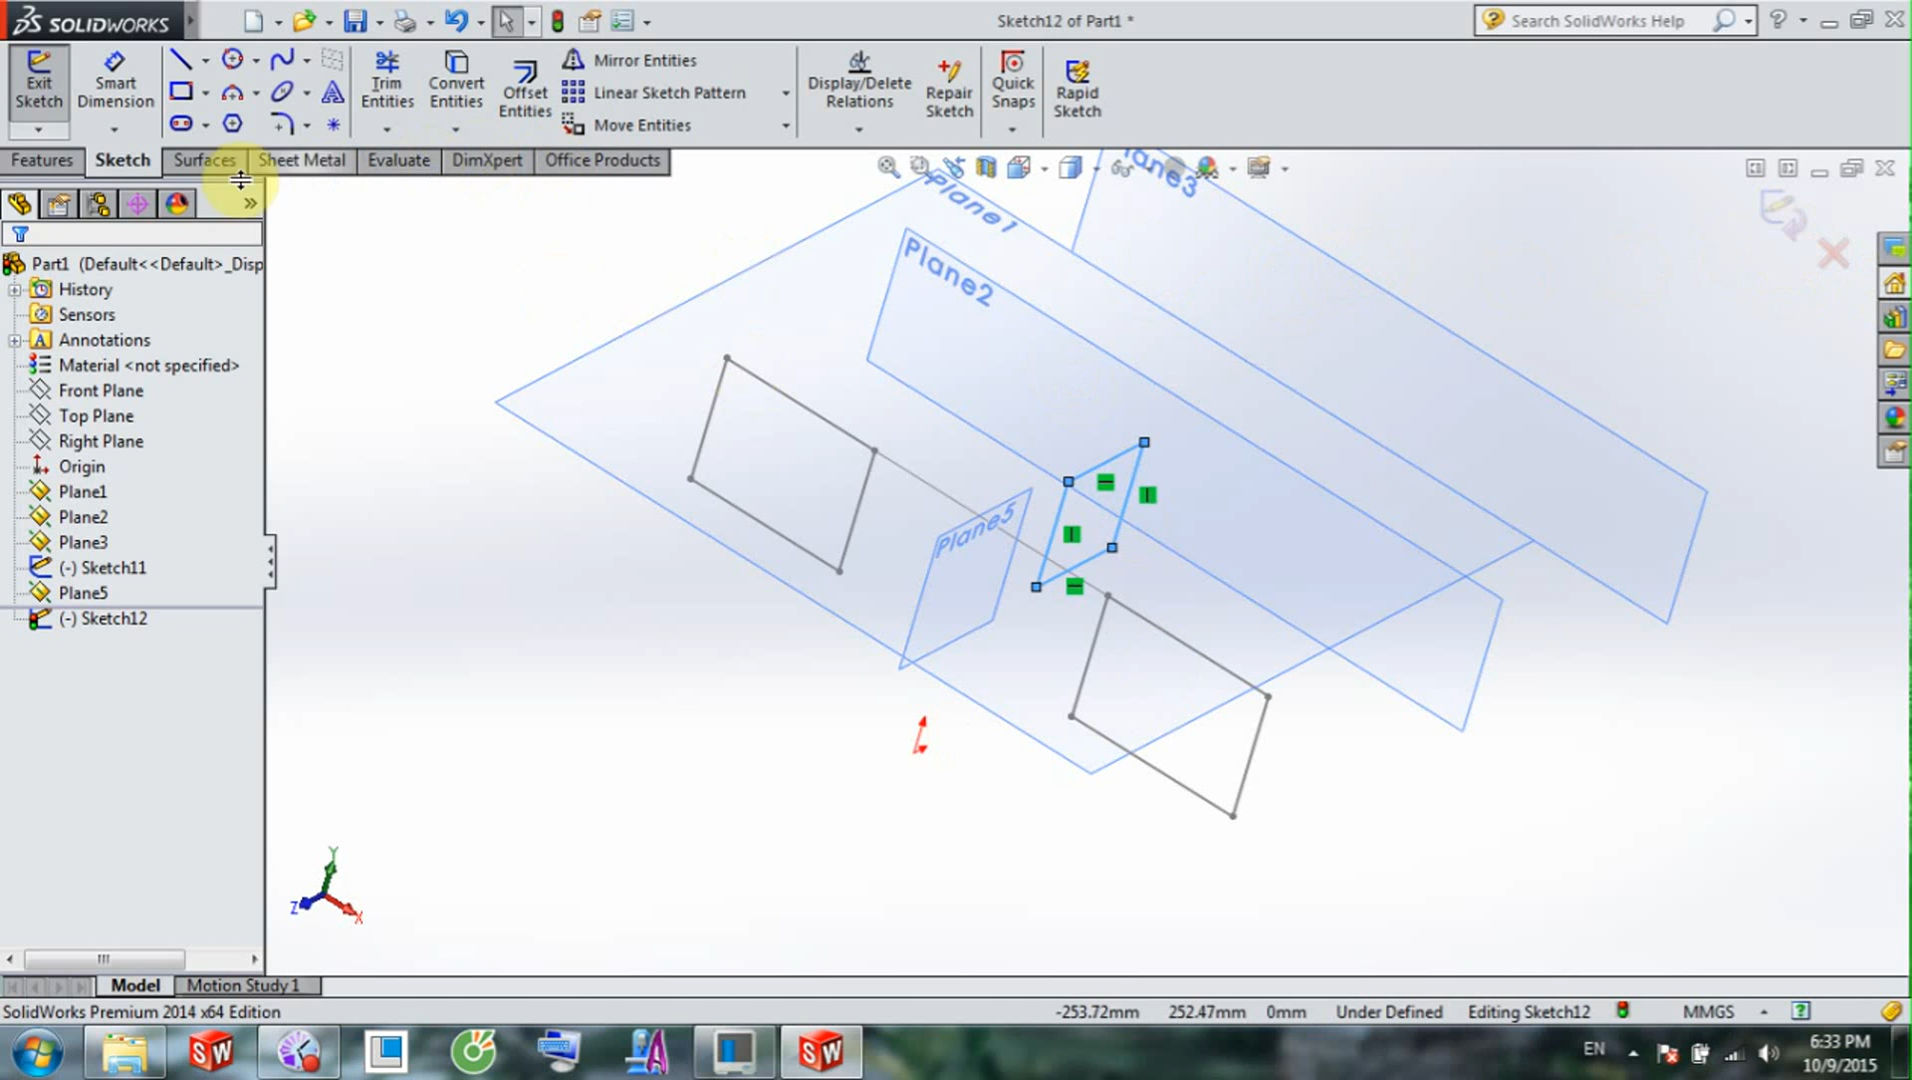 SOLIDWORKS
Sketch12 of Part1 *
Search SolidWorks Help
Exit Sketch
Smart Dimension
Trim Entities
Convert Entities
Offset Entities
Mirror Entities
Linear Sketch Pattern
Move Entities
Display/Delete Relations
Repair Sketch
Quick Snaps
Rapid Sketch
Features
Sketch
Surfaces
Sheet Metal
Evaluate
DimXpert
Office Products
Part1 (Default<<Default>_Disp
History
Sensors
Annotations
Material <not specified>
Front Plane
Top Plane
Right Plane
Origin
Plane1
Plane2
Plane3
(-) Sketch11
Plane5
(-) Sketch12
lane3
Plane1
Plane2
Plane5
Y
Z
X
Model
Motion Study 1
SolidWorks Premium 2014 x64 Edition
-253.72mm
252.47mm
0mm
Under Defined
Editing Sketch12
MMGS
EN
6:33 PM
10/9/2015